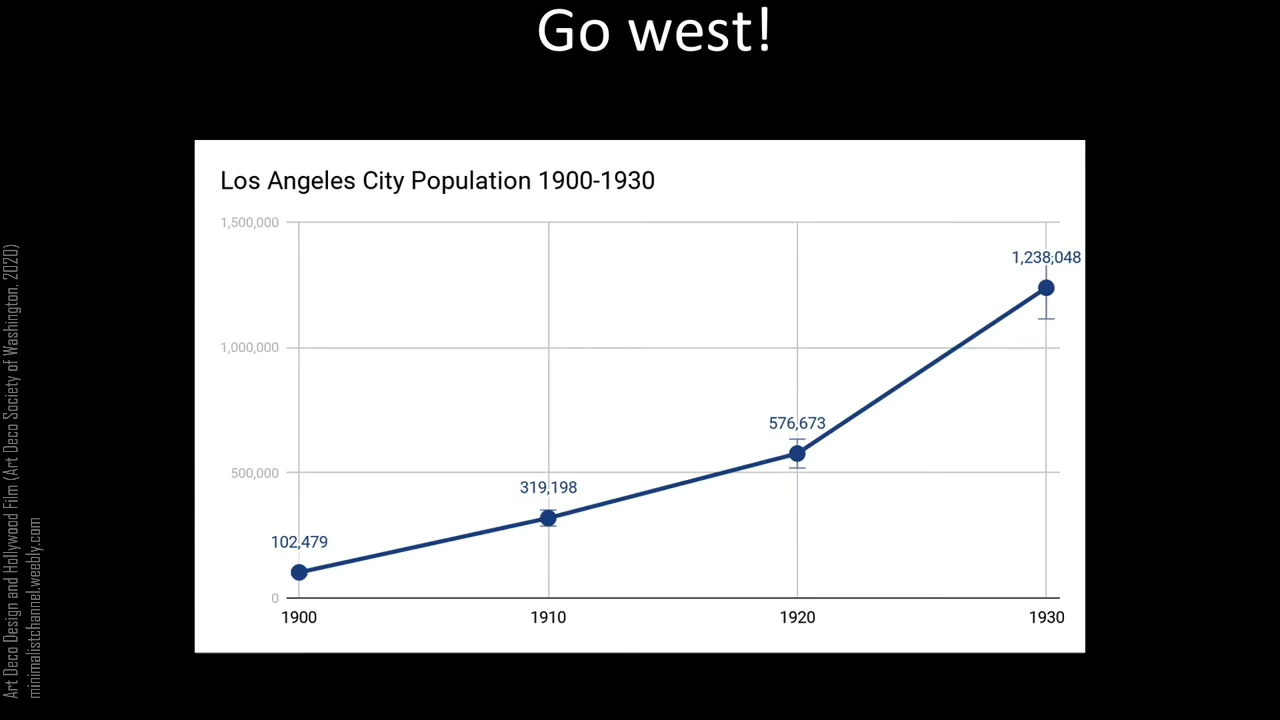 Go west!
Los Angeles City Population 1900-1930
1,500,000
1,238,048
1,000,000
576,673
500,000
319,198
102,479
0
1900 1910 1920 1930
Art Deco Design and Hollywood Film (Art Deco Society of Washington, 2020)
minimalistchannel.weebly.com